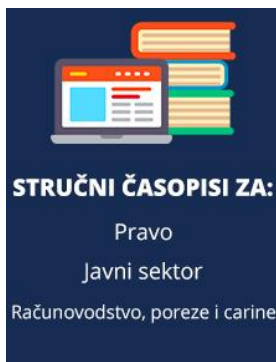 STRUČNI ČASOPISI ZA:
Pravo
Javni sektor
Računovodstvo, poreze i carine